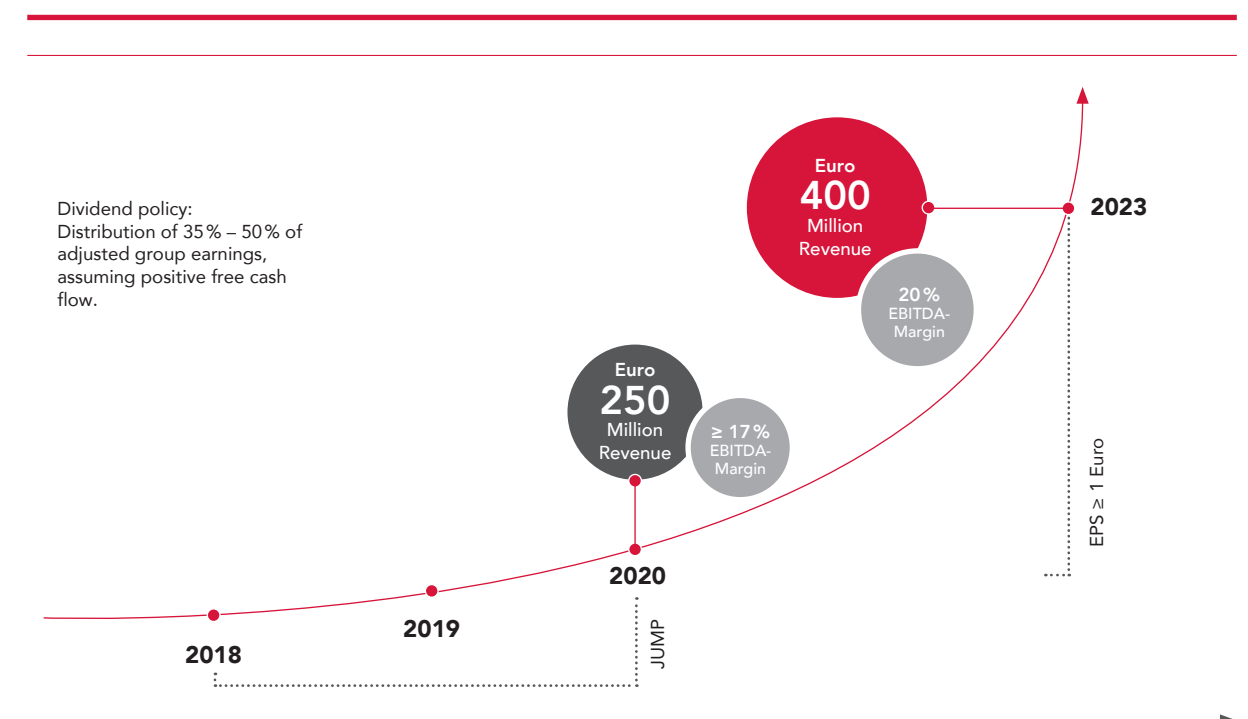 Dividend policy:
Distribution of 35 % – 50 % of
adjusted group earnings,
assuming positive free cash
flow.
Euro
400
Million
Revenue
2023
20 %
EBITDA-
Margin
Euro
250
Million
Revenue
≥ 17 %
EBITDA-
Margin
EPS ≥ 1 Euro
2020
2019
2018
JUMP